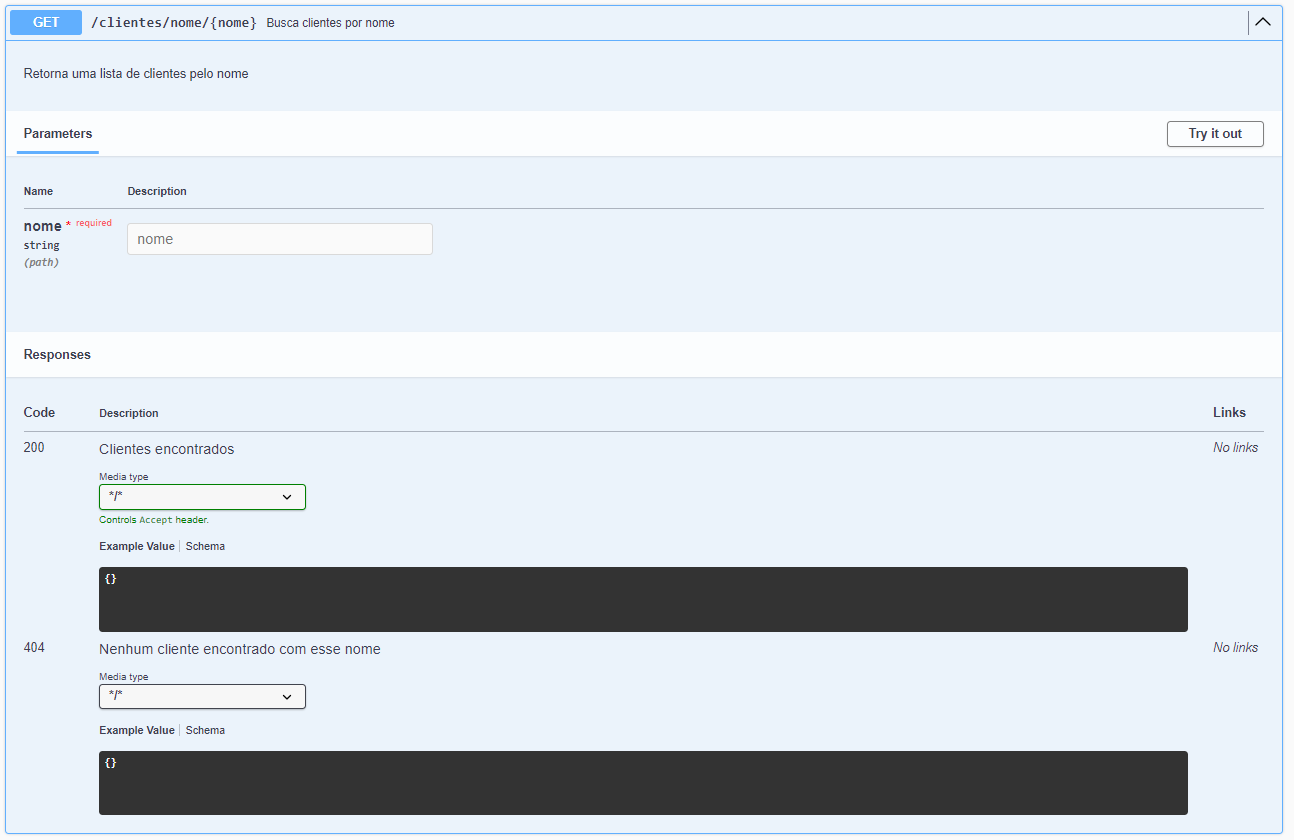 GET /clientes/nome/{nome} Busca clientes por nome
Retorna uma lista de clientes pelo nome
Parameters Try it out
Name Description
nome * required
string
(path)
nome
Responses
Code Description Links
200 Clientes encontrados No links
Media type
*/*
Controls Accept header.
Example Value Schema
{}
404 Nenhum cliente encontrado com esse nome No links
Media type
*/*
Example Value Schema
{}